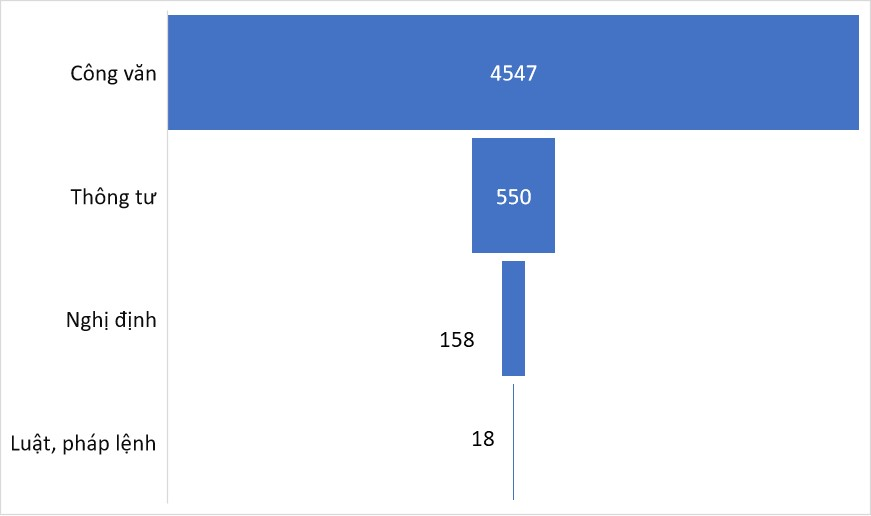 Công văn
4547
Thông tư
550
Nghị định
158
Luật, pháp lệnh
18